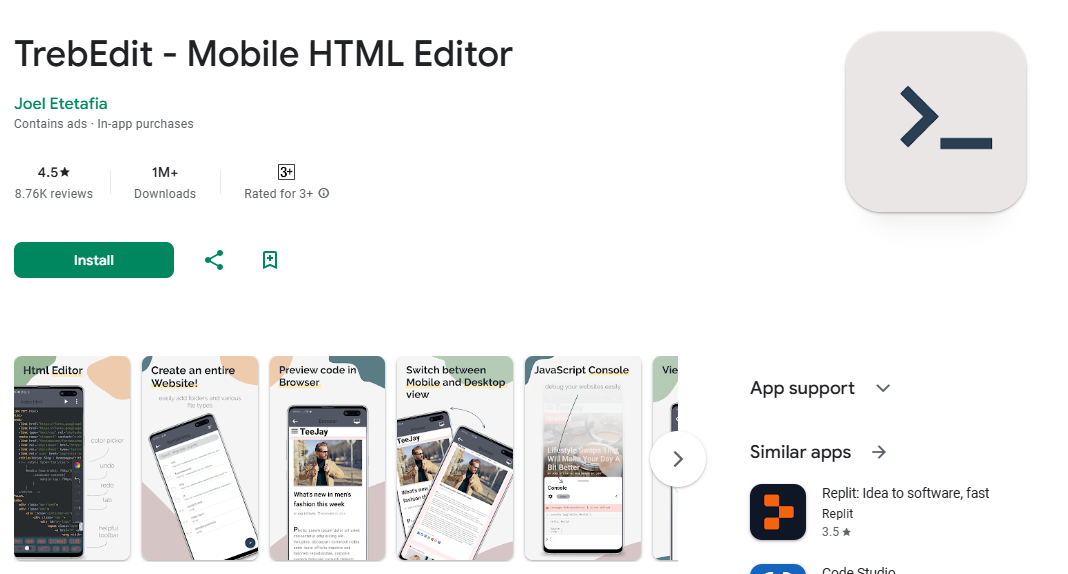 TrebEdit - Mobile HTML Editor
Joel Etetafia
Contains ads · In-app purchases
4.5★
8.76K reviews
1M+
Downloads
3+
Rated for 3+
Install
Html Editor
color picker
undo
redo
tab
helpful
toolbar
Create an entire
Website!
easily add folders and various
file types
Preview code in
Browser
TeeJay
What's new in men's
fashion this week
Switch between
Mobile and Desktop
view
TeeJay
JavaScript Console
debug your websites easily
Lifestyle Swaps That
Will Make Your Day A
Bit Better
Console
Vie
App support
Similar apps
Replit: Idea to software, fast
Replit
3.5★
Code Studio